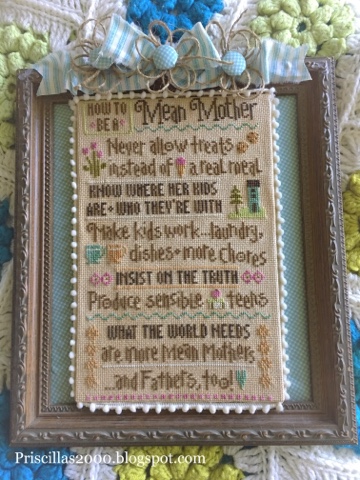 HOW TO
BE A Mean Mother
Never allow treats
instead of a real meal
KNOW WHERE HER KIDS
ARE + WHO THEY'RE WITH
Make kids work...laundry,
dishes + more chores
INSIST ON THE TRUTH
Produce sensible teens
WHAT THE WORLD NEEDS
are more Mean Mothers
...and Fathers, too!
Priscillas2000.blogspot.com